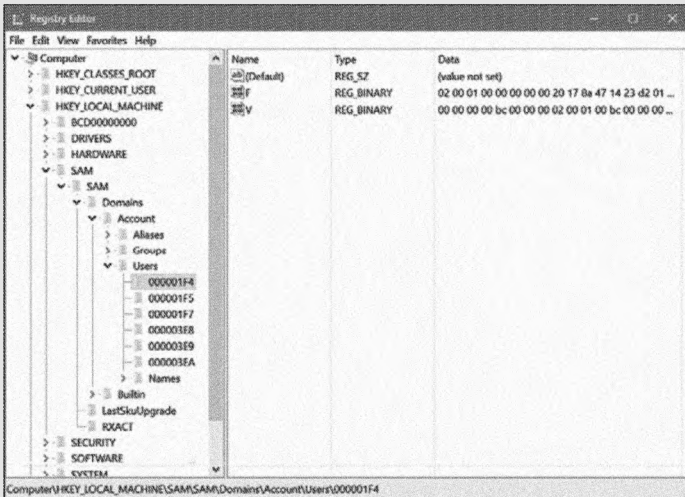 Registry Editor
File Edit View Favorites Help
Computer
HKEY_CLASSES_ROOT
HKEY_CURRENT_USER
HKEY_LOCAL_MACHINE
BCD00000000
DRIVERS
HARDWARE
SAM
SAM
Domains
Account
Aliases
Groups
Users
000001F4
000001F5
000001F7
000003E8
000003E9
000003EA
Names
Builtin
LastSkuUpgrade
RXACT
SECURITY
SOFTWARE
SYSTEM
Name Type Data
(Default) REG_SZ (value not set)
F REG_BINARY 02 00 01 00 00 00 00 00 20 17 8a 47 14 23 d2 01 ...
V REG_BINARY 00 00 00 00 bc 00 00 00 02 00 01 00 bc 00 00 00 ...
Computer\HKEY_LOCAL_MACHINE\SAM\SAM\Domains\Account\Users\000001F4